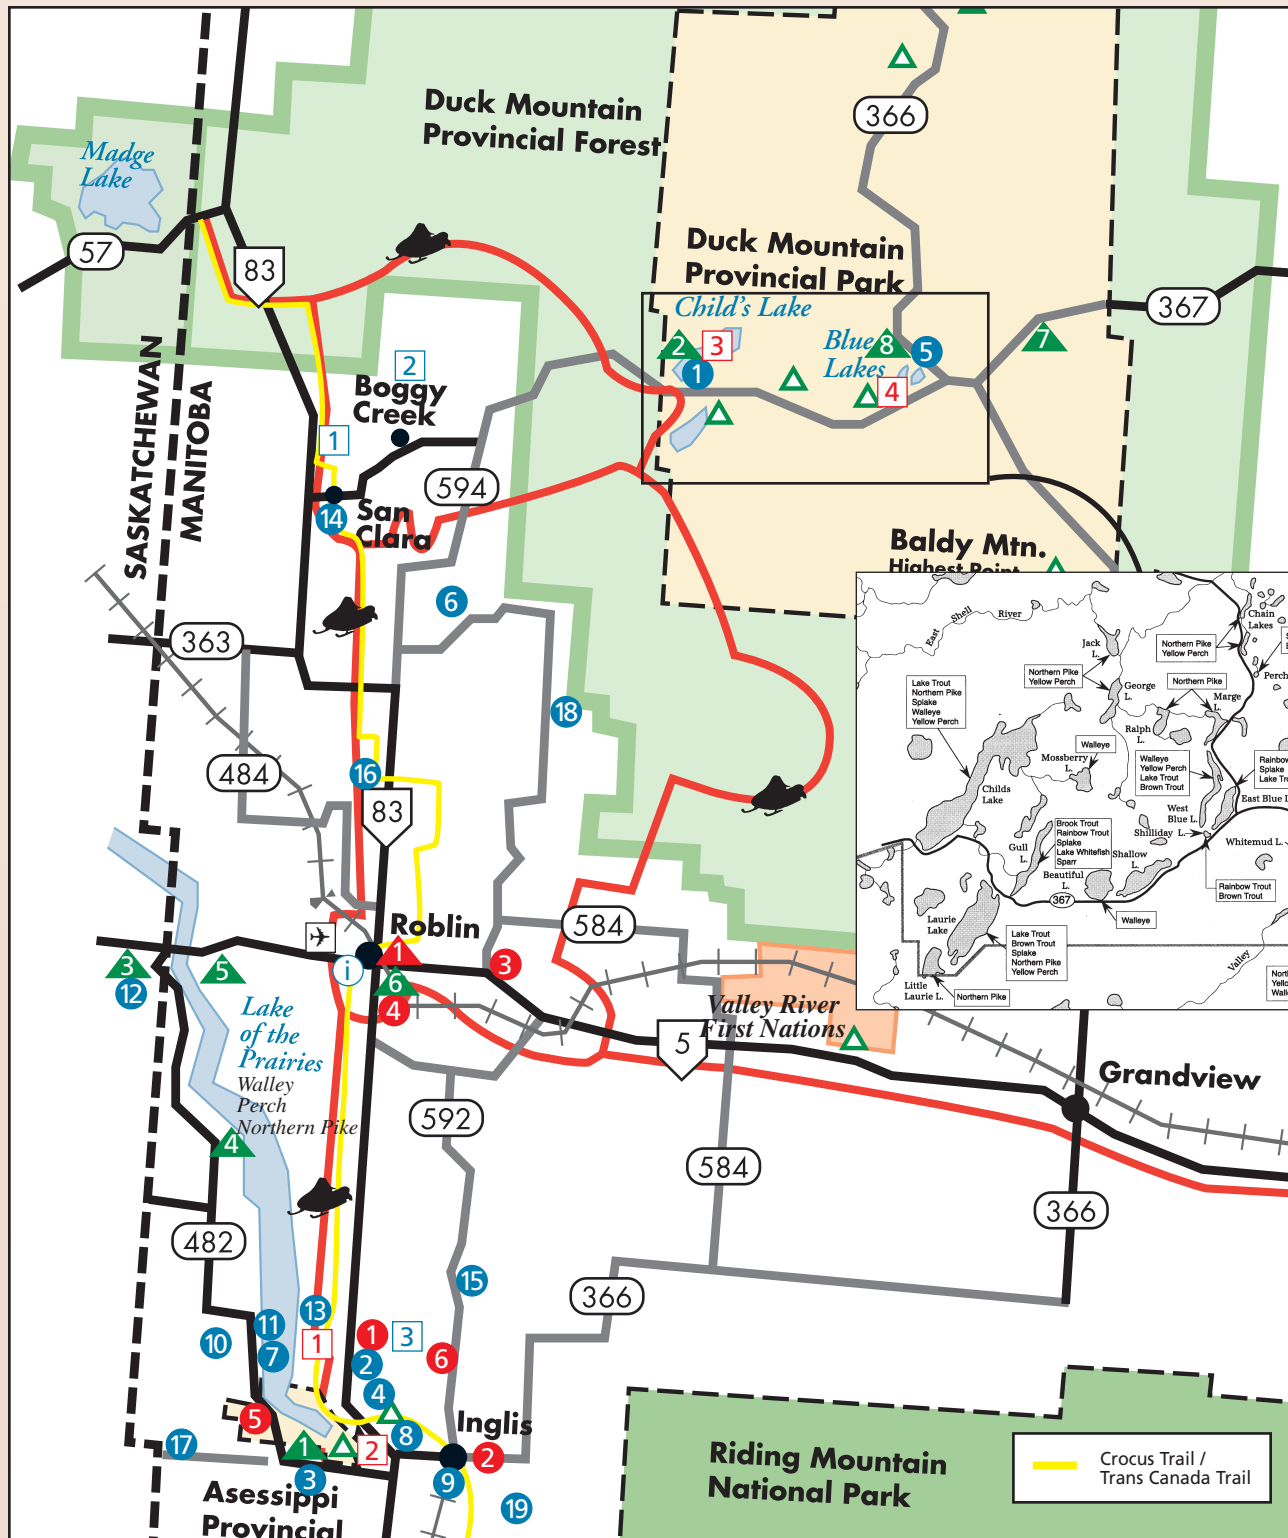 Duck Mountain
Provincial Forest
Madge
Lake
57
83
366
Duck Mountain
Provincial Park
Child's Lake
Blue
Lakes
367
2
3
1
8
5
7
4
SASKATCHEWAN
MANITOBA
2
Boggy
Creek
1
594
San
Clara
14
Baldy Mtn.
Highest Point
6
363
18
484
16
83
East
Shell
River
Jack
L.
Chain
Lakes
Northern Pike
Yellow Perch
Northern Pike
Yellow Perch
Northern Pike
Perch
Lake Trout
Northern Pike
Splake
Walleye
Yellow Perch
George
L.
Marge
L.
Ralph
L.
Walleye
Mossberry
L.
Walleye
Yellow Perch
Lake Trout
Brown Trout
Childs
Lake
West
Blue L.
East Blue L
Shilliday L.
Brook Trout
Rainbow Trout
Splake
Lake Whitefish
Sparr
Gull
L.
Shallow
L.
Whitemud L.
Beautiful
L.
367
Walleye
Rainbow Trout
Brown Trout
Laurie
Lake
Lake Trout
Brown Trout
Splake
Northern Pike
Yellow Perch
Valley
Little
Laurie L.
Northern Pike
Roblin
584
1
3
i
6
4
3
12
5
Valley River
First Nations
Lake
of the
Prairies
Walley
Perch
Northern Pike
5
Grandview
592
4
584
366
482
15
366
13
11
10
7
1
1
3
2
6
4
5
8
Inglis
17
1
2
2
3
9
19
Asessippi
Provincial
Riding Mountain
National Park
Crocus Trail /
Trans Canada Trail